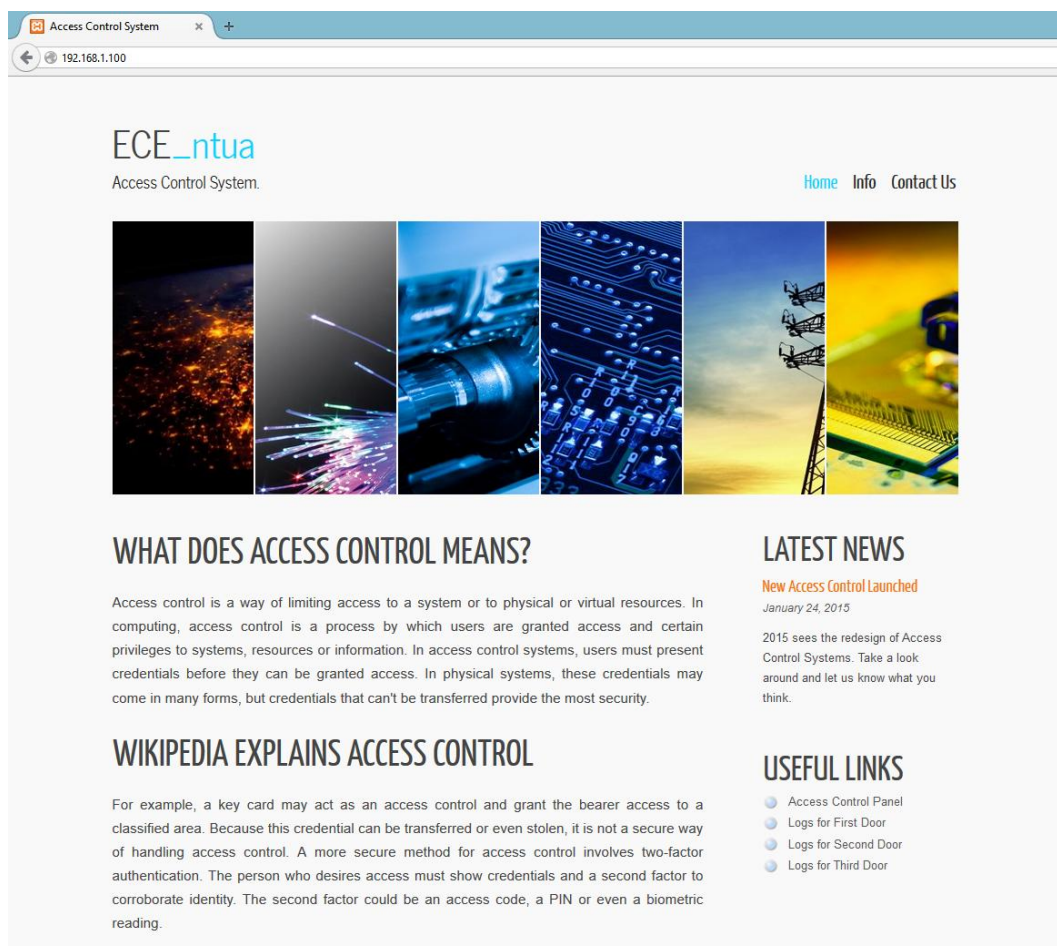 Access Control System
192.168.1.100
ECE_ntua
Access Control System.
Home Info Contact Us
WHAT DOES ACCESS CONTROL MEANS?
Access control is a way of limiting access to a system or to physical or virtual resources. In
computing, access control is a process by which users are granted access and certain
privileges to systems, resources or information. In access control systems, users must present
credentials before they can be granted access. In physical systems, these credentials may
come in many forms, but credentials that can't be transferred provide the most security.
WIKIPEDIA EXPLAINS ACCESS CONTROL
For example, a key card may act as an access control and grant the bearer access to a
classified area. Because this credential can be transferred or even stolen, it is not a secure way
of handling access control. A more secure method for access control involves two-factor
authentication. The person who desires access must show credentials and a second factor to
corroborate identity. The second factor could be an access code, a PIN or even a biometric
reading.
LATEST NEWS
New Access Control Launched
January 24, 2015
2015 sees the redesign of Access
Control Systems. Take a look
around and let us know what you
think.
USEFUL LINKS
Access Control Panel
Logs for First Door
Logs for Second Door
Logs for Third Door